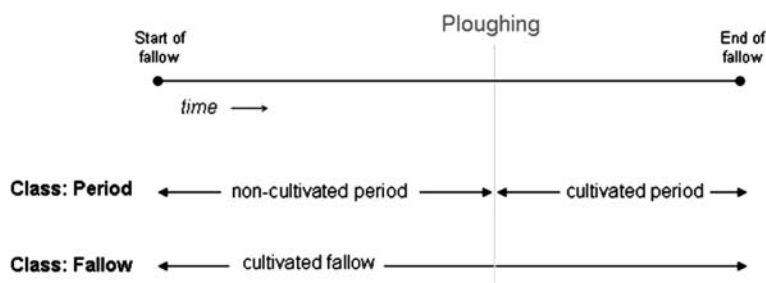 Ploughing
Start of
fallow
End of
fallow
time
Class: Period non-cultivated period cultivated period
Class: Fallow cultivated fallow